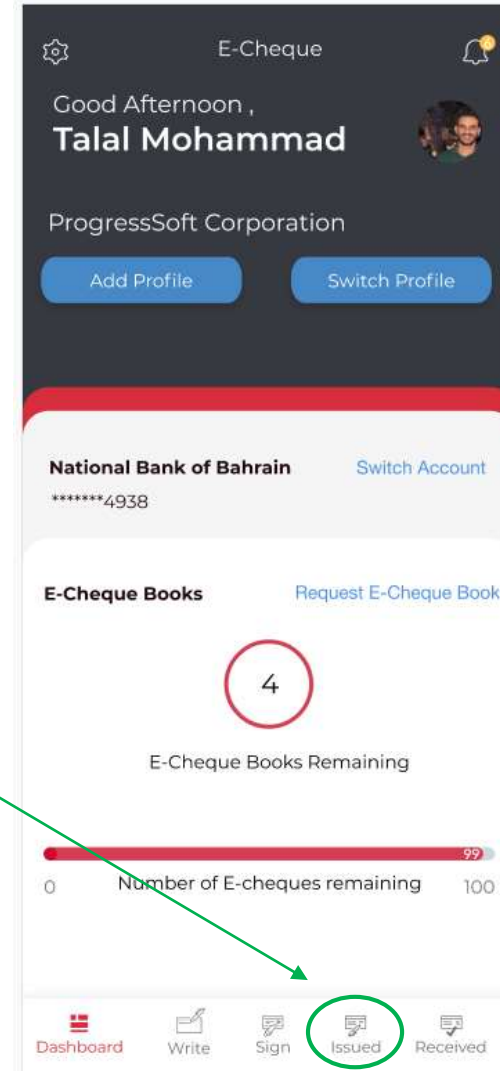 E-Cheque
Good Afternoon ,
Talal Mohammad
ProgressSoft Corporation
Add Profile
Switch Profile
National Bank of Bahrain
Switch Account
*******4938
E-Cheque Books
Request E-Cheque Book
4
E-Cheque Books Remaining
99
0
Number of E-cheques remaining
100
Dashboard
Write
Sign
Issued
Received